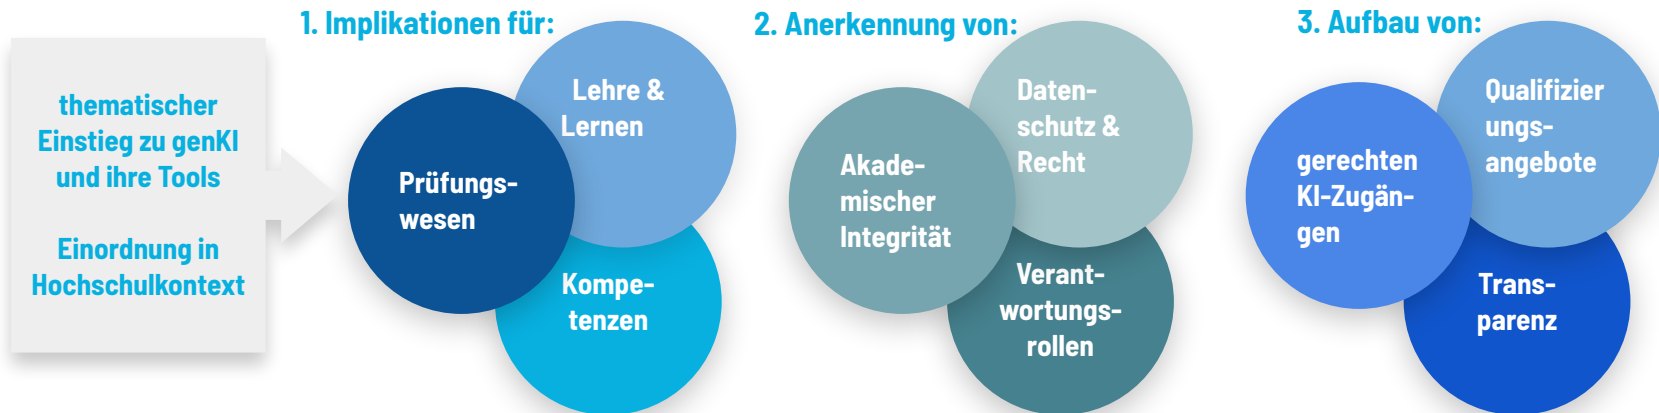 thematischer
Einstieg zu genKI
und ihre Tools
Einordnung in
Hochschulkontext
1. Implikationen für:
Lehre &
Lernen
Prüfungs-
wesen
Kompe-
tenzen
2. Anerkennung von:
Daten-
schutz &
Recht
Akade-
mischer
Integrität
Verant-
wortungs-
rollen
3. Aufbau von:
Qualifizier
ungs-
angebote
gerechten
KI-Zugän-
gen
Trans-
parenz